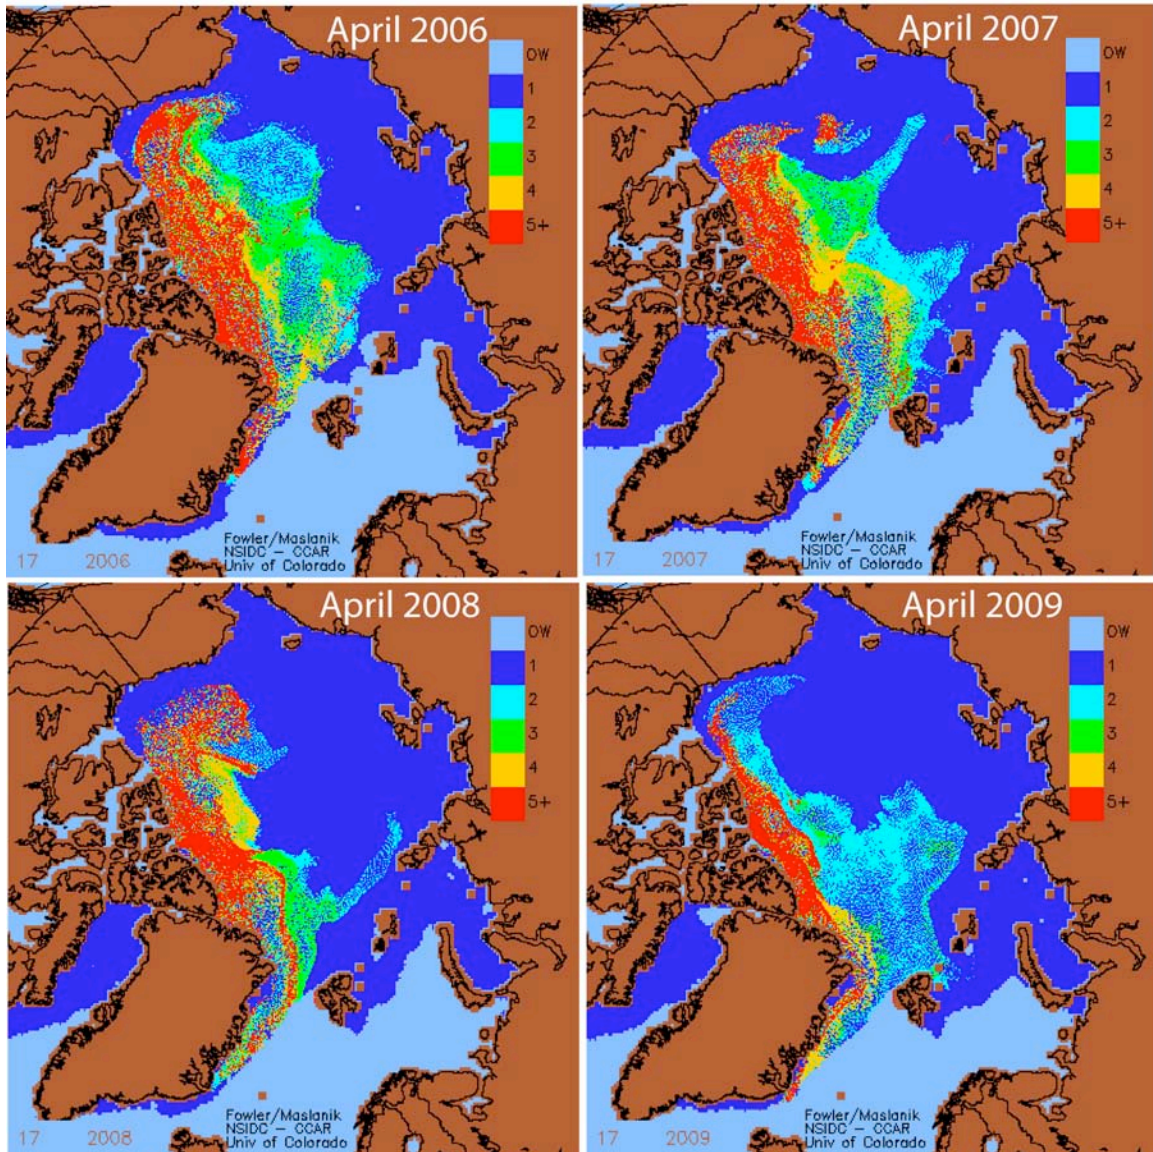 April 2006
OW
1
2
3
4
5+
Fowler/Maslanik
NSIDC – CCAR
Univ of Colorado
17 2006
April 2007
OW
1
2
3
4
5+
Fowler/Maslanik
NSIDC – CCAR
Univ of Colorado
17 2007
April 2008
OW
1
2
3
4
5+
Fowler/Maslanik
NSIDC – CCAR
Univ of Colorado
17 2008
April 2009
OW
1
2
3
4
5+
Fowler/Maslanik
NSIDC – CCAR
Univ of Colorado
17 2009